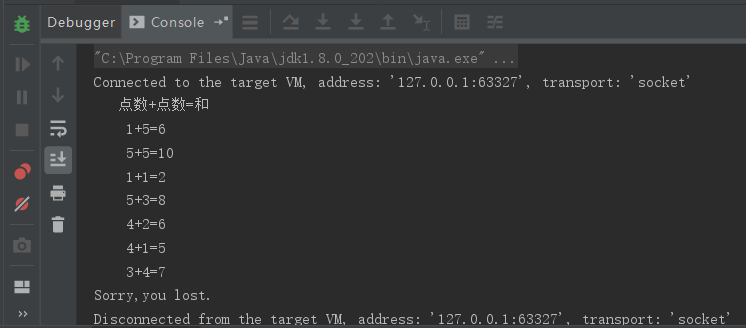 Debugger Console
"C:\Program Files\Java\jdk1.8.0_202\bin\java.exe" ...
Connected to the target VM, address: '127.0.0.1:63327', transport: 'socket'
点数+点数=和
1+5=6
5+5=10
1+1=2
5+3=8
4+2=6
4+1=5
3+4=7
Sorry,you lost.
Disconnected from the target VM, address: '127.0.0.1:63327', transport: 'socket'